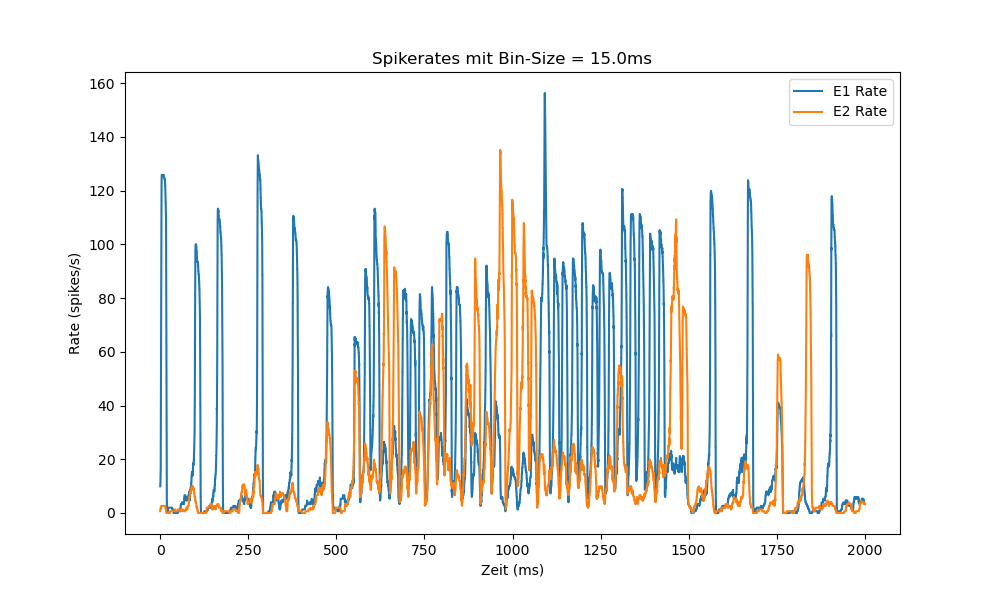 Spikerates mit Bin-Size = 15.0ms
E1 Rate
E2 Rate
Rate (spikes/s)
160
140
120
100
80
60
40
20
0
0 250 500 750 1000 1250 1500 1750 2000
Zeit (ms)